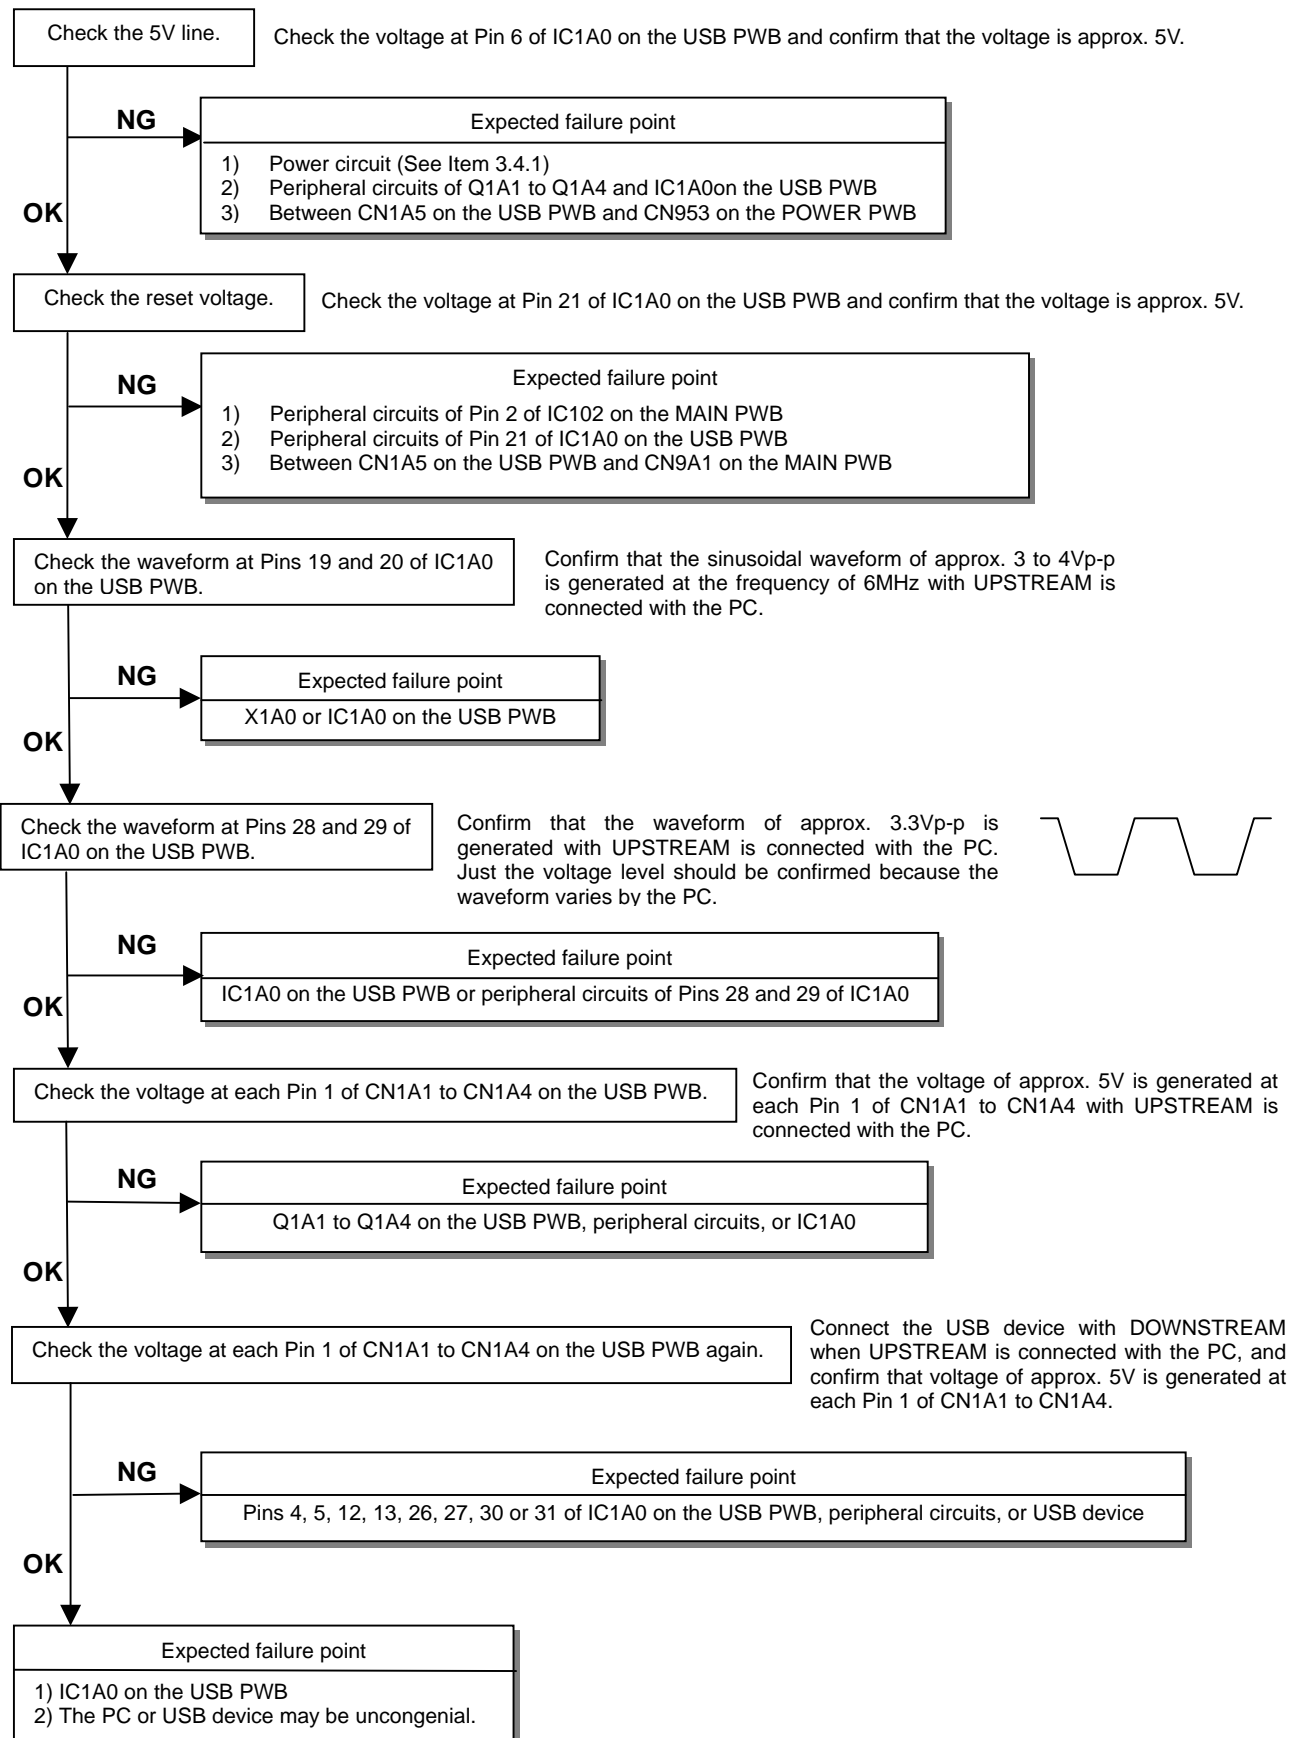 Check the 5V line.
Check the voltage at Pin 6 of IC1A0 on the USB PWB and confirm that the voltage is approx. 5V.
NG
Expected failure point
1) Power circuit (See Item 3.4.1)
2) Peripheral circuits of Q1A1 to Q1A4 and IC1A0on the USB PWB
3) Between CN1A5 on the USB PWB and CN953 on the POWER PWB
OK
Check the reset voltage.
Check the voltage at Pin 21 of IC1A0 on the USB PWB and confirm that the voltage is approx. 5V.
NG
Expected failure point
1) Peripheral circuits of Pin 2 of IC102 on the MAIN PWB
2) Peripheral circuits of Pin 21 of IC1A0 on the USB PWB
3) Between CN1A5 on the USB PWB and CN9A1 on the MAIN PWB
OK
Check the waveform at Pins 19 and 20 of IC1A0
on the USB PWB.
Confirm that the sinusoidal waveform of approx. 3 to 4Vp-p
is generated at the frequency of 6MHz with UPSTREAM is
connected with the PC.
NG
Expected failure point
X1A0 or IC1A0 on the USB PWB
OK
Check the waveform at Pins 28 and 29 of
IC1A0 on the USB PWB.
Confirm that the waveform of approx. 3.3Vp-p is
generated with UPSTREAM is connected with the PC.
Just the voltage level should be confirmed because the
waveform varies by the PC.
NG
Expected failure point
IC1A0 on the USB PWB or peripheral circuits of Pins 28 and 29 of IC1A0
OK
Check the voltage at each Pin 1 of CN1A1 to CN1A4 on the USB PWB.
Confirm that the voltage of approx. 5V is generated at
each Pin 1 of CN1A1 to CN1A4 with UPSTREAM is
connected with the PC.
NG
Expected failure point
Q1A1 to Q1A4 on the USB PWB, peripheral circuits, or IC1A0
OK
Check the voltage at each Pin 1 of CN1A1 to CN1A4 on the USB PWB again.
Connect the USB device with DOWNSTREAM
when UPSTREAM is connected with the PC, and
confirm that voltage of approx. 5V is generated at
each Pin 1 of CN1A1 to CN1A4.
NG
Expected failure point
Pins 4, 5, 12, 13, 26, 27, 30 or 31 of IC1A0 on the USB PWB, peripheral circuits, or USB device
OK
Expected failure point
1) IC1A0 on the USB PWB
2) The PC or USB device may be uncongenial.